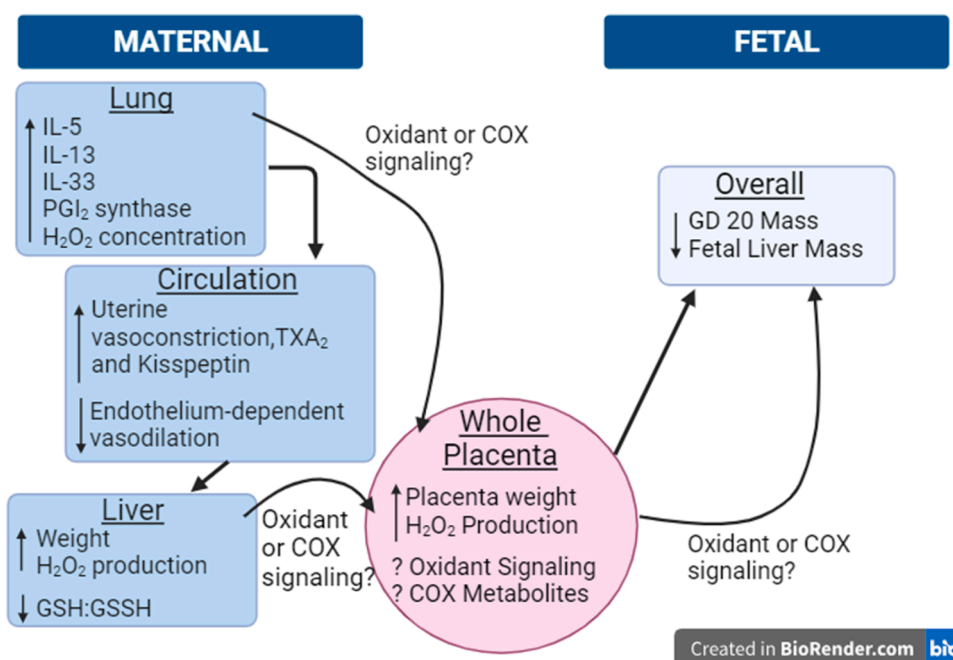 MATERNAL
FETAL
Lung
IL-5
IL-13
IL-33
PGI₂ synthase
H₂O₂ concentration
Oxidant or COX
signaling?
Overall
GD 20 Mass
Fetal Liver Mass
Circulation
Uterine
vasoconstriction,TXA₂
and Kisspeptin
Endothelium-dependent
vasodilation
Whole
Placenta
Placenta weight
H₂O₂ Production
? Oxidant Signaling
? COX Metabolites
Liver
Weight
H₂O₂ production
GSH:GSSH
Oxidant
or COX
signaling?
Oxidant or COX
signaling?
Created in BioRender.com